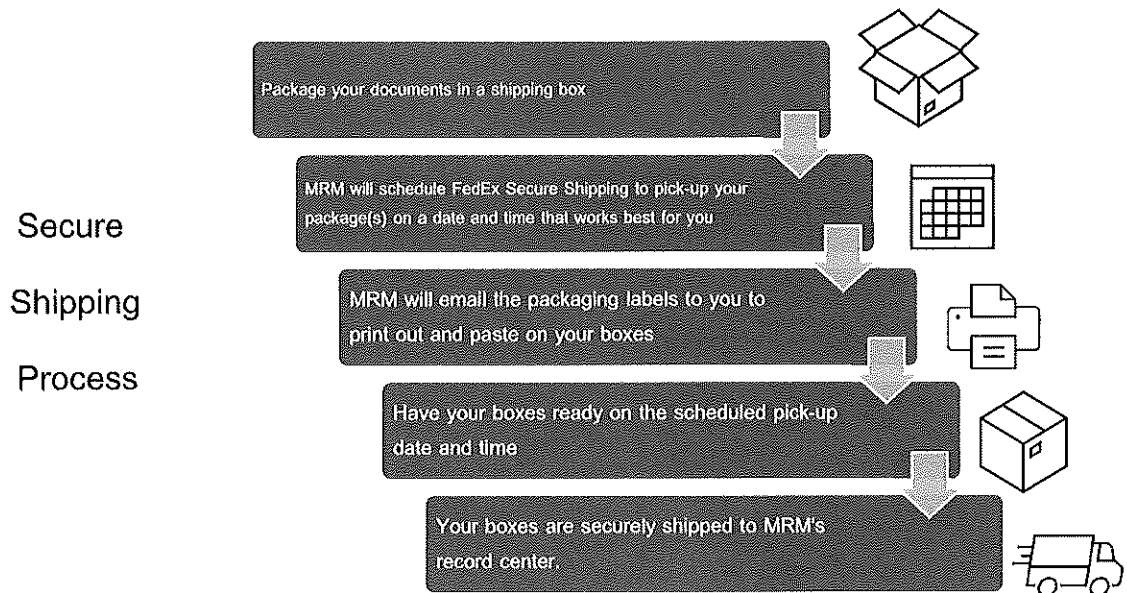 Secure
Shipping
Process
Package your documents in a shipping box
MRM will schedule FedEx Secure Shipping to pick-up your
package(s) on a date and time that works best for you
MRM will email the packaging labels to you to
print out and paste on your boxes
Have your boxes ready on the scheduled pick-up
date and time
Your boxes are securely shipped to MRM's
record center.